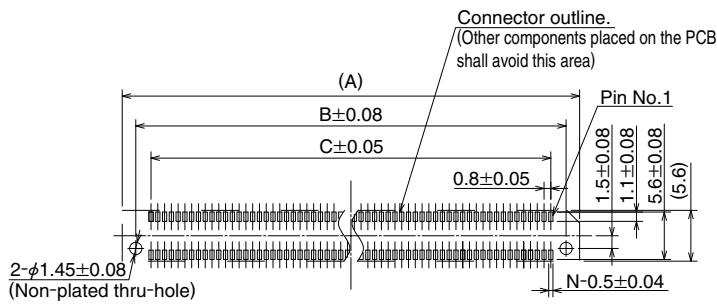 Connector outline.
(Other components placed on the PCB
shall avoid this area)
(A)
Pin No.1
B±0.08
C±0.05
0.8±0.05
1.5±0.08
1.1±0.08
5.6±0.08
(5.6)
2-ϕ1.45±0.08
(Non-plated thru-hole)
N-0.5±0.04